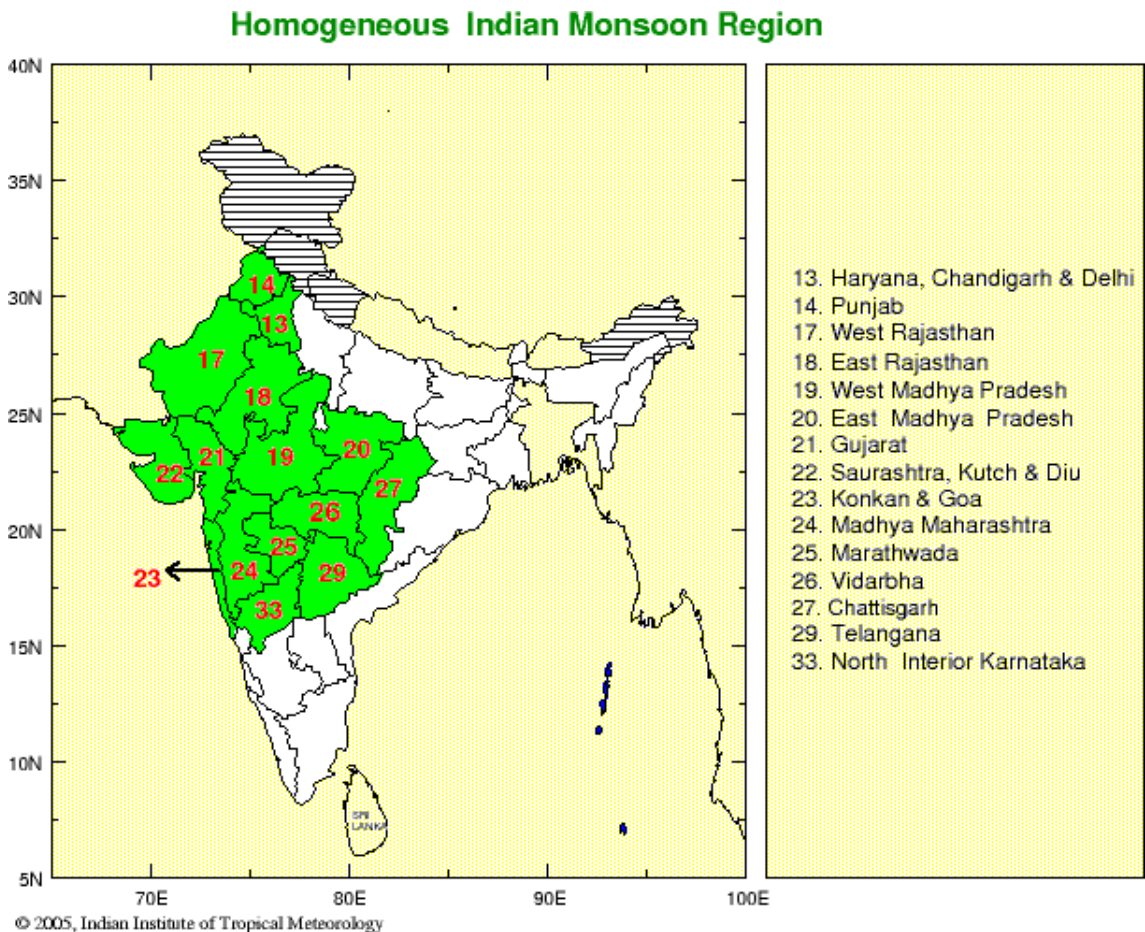 Homogeneous Indian Monsoon Region
40N
35N
30N
25N
20N
15N
10N
5N
70E
80E
90E
100E
14
13
17
18
19
20
21
22
27
26
25
24
23
29
33
SRI
LANKA
13. Haryana, Chandigarh & Delhi
14. Punjab
17. West Rajasthan
18. East Rajasthan
19. West Madhya Pradesh
20. East Madhya Pradesh
21. Gujarat
22. Saurashtra, Kutch & Diu
23. Konkan & Goa
24. Madhya Maharashtra
25. Marathwada
26. Vidarbha
27. Chattisgarh
29. Telangana
33. North Interior Karnataka
© 2005, Indian Institute of Tropical Meteorology